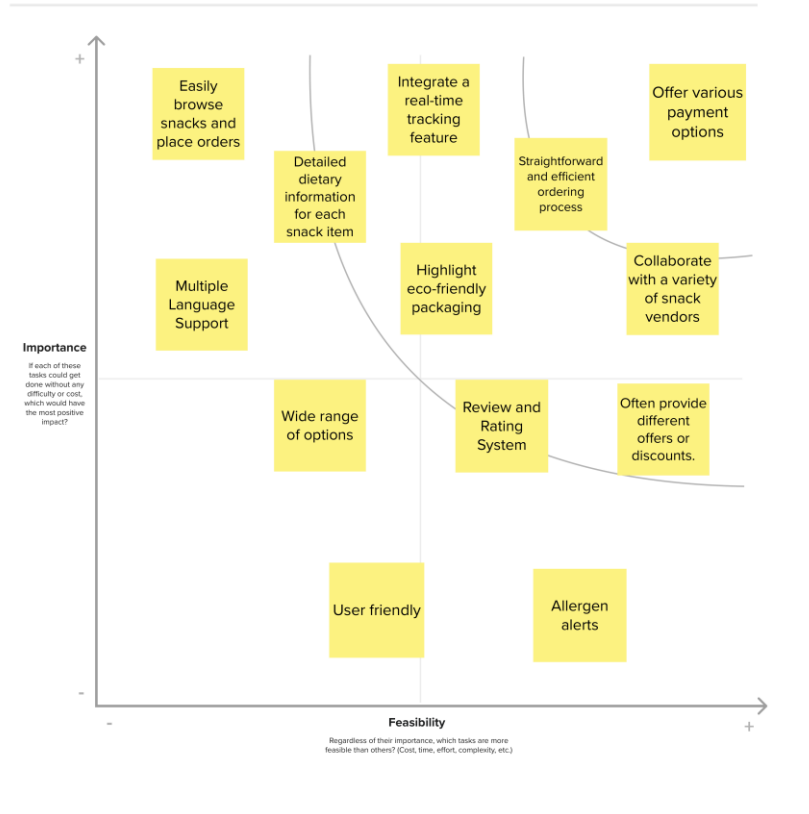 +
Easily
browse
snacks and
place orders
Integrate a
real-time
tracking
feature
Offer various
payment
options
Detailed
dietary
information
for each
snack item
Straightforward
and efficient
ordering
process
Multiple
Language
Support
Highlight
eco-friendly
packaging
Collaborate
with a variety
of snack
vendors
Importance
If each of these
tasks could get
done without any
difficulty or cost,
which would have
the most positive
impact?
Wide range
of options
Review and
Rating
System
Often provide
different
offers or
discounts.
User friendly
Allergen
alerts
-
-
Feasibility
+
Regardless of their importance, which tasks are more
feasible than others? (Cost, time, effort, complexity, etc.)